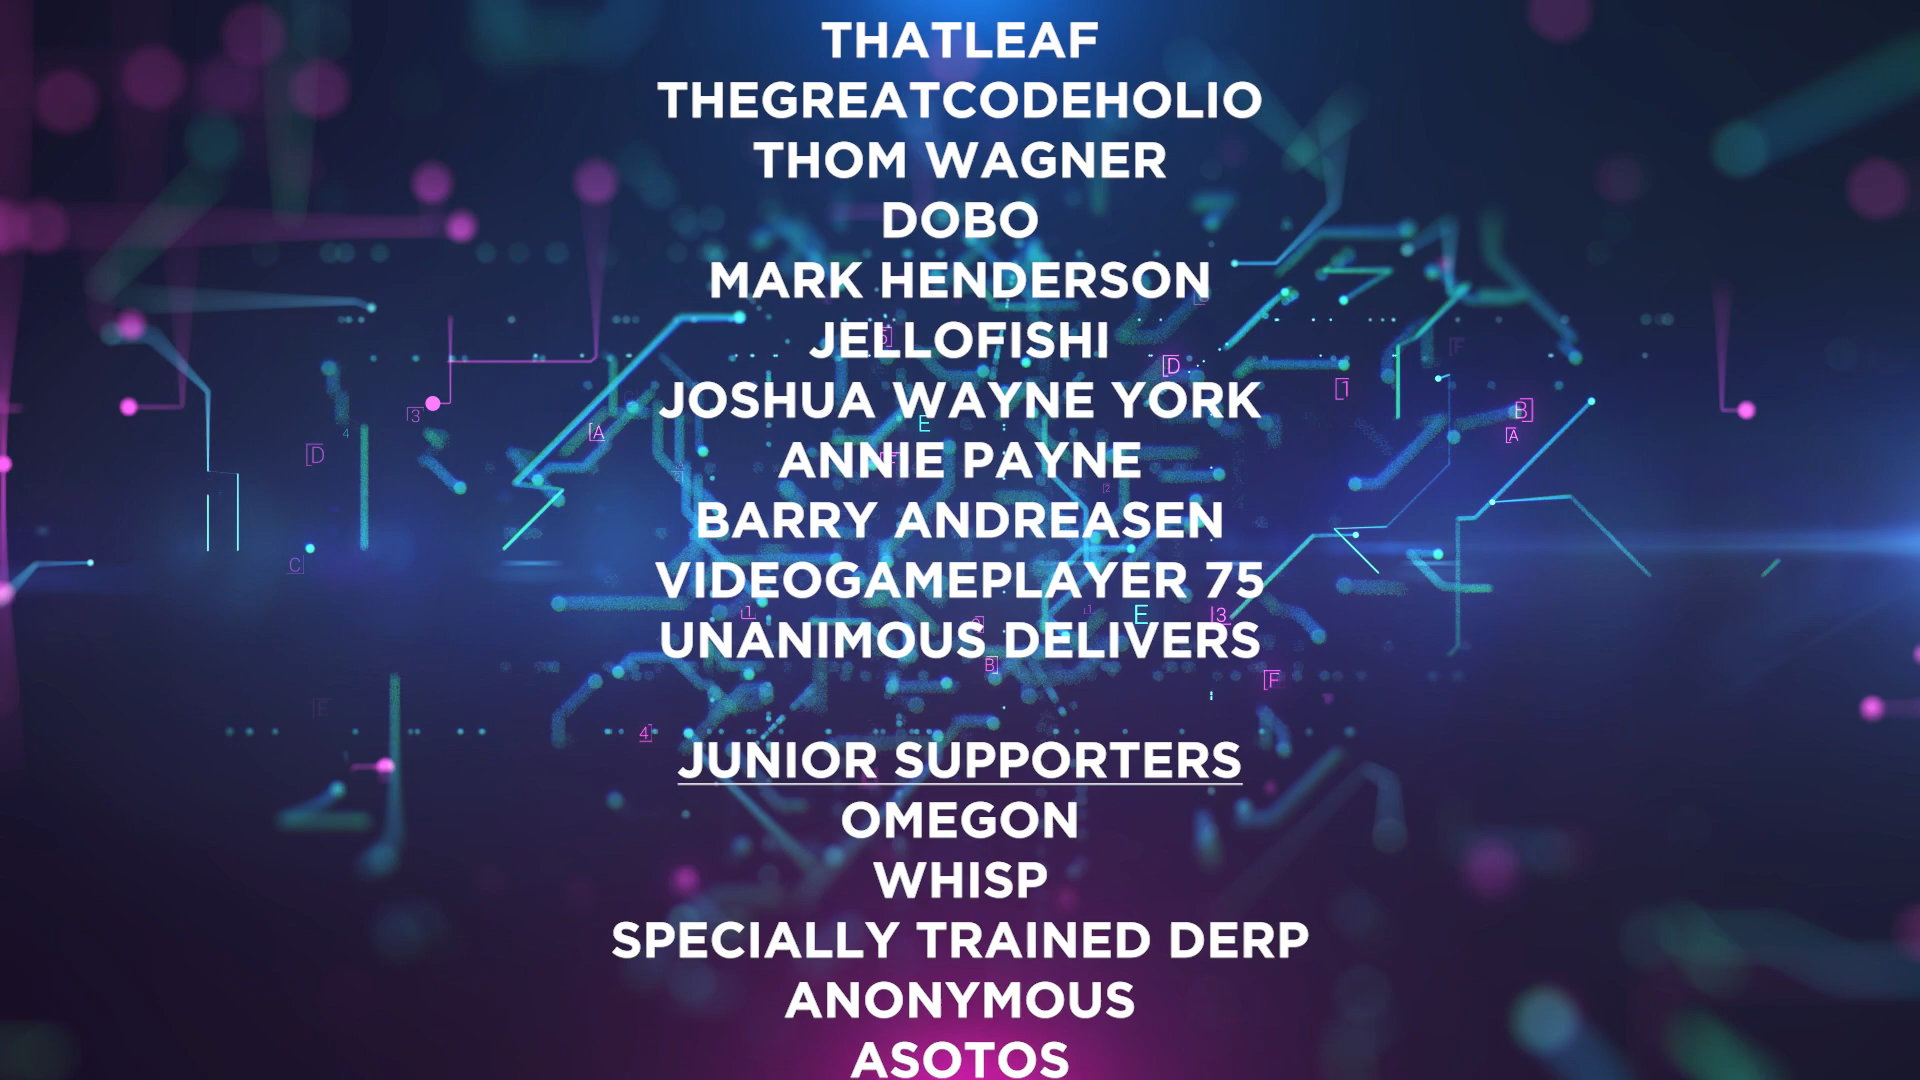 THATLEAF
THEGREATCODEHOLIO
THOM WAGNER
DOBO
MARK HENDERSON
JELLOFISHI
JOSHUA WAYNE YORK
ANNIE PAYNE
BARRY ANDREASEN
VIDEOGAMEPLAYER 75
UNANIMOUS DELIVERS
JUNIOR SUPPORTERS
OMEGON
WHISP
SPECIALLY TRAINED DERP
ANONYMOUS
ASOTOS